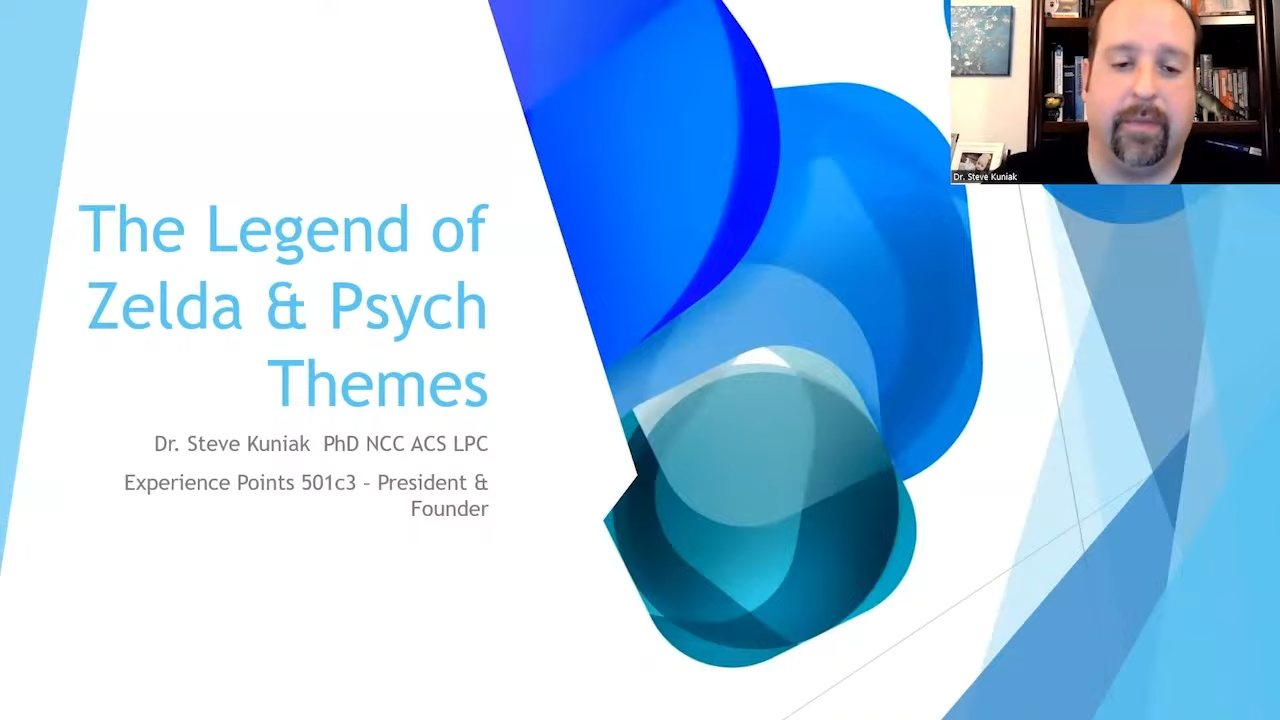 The Legend of
Zelda & Psych
Themes
Dr. Steve Kuniak  PhD NCC ACS LPC
Experience Points 501c3 – President &
Founder
Dr. Steve Kuniak